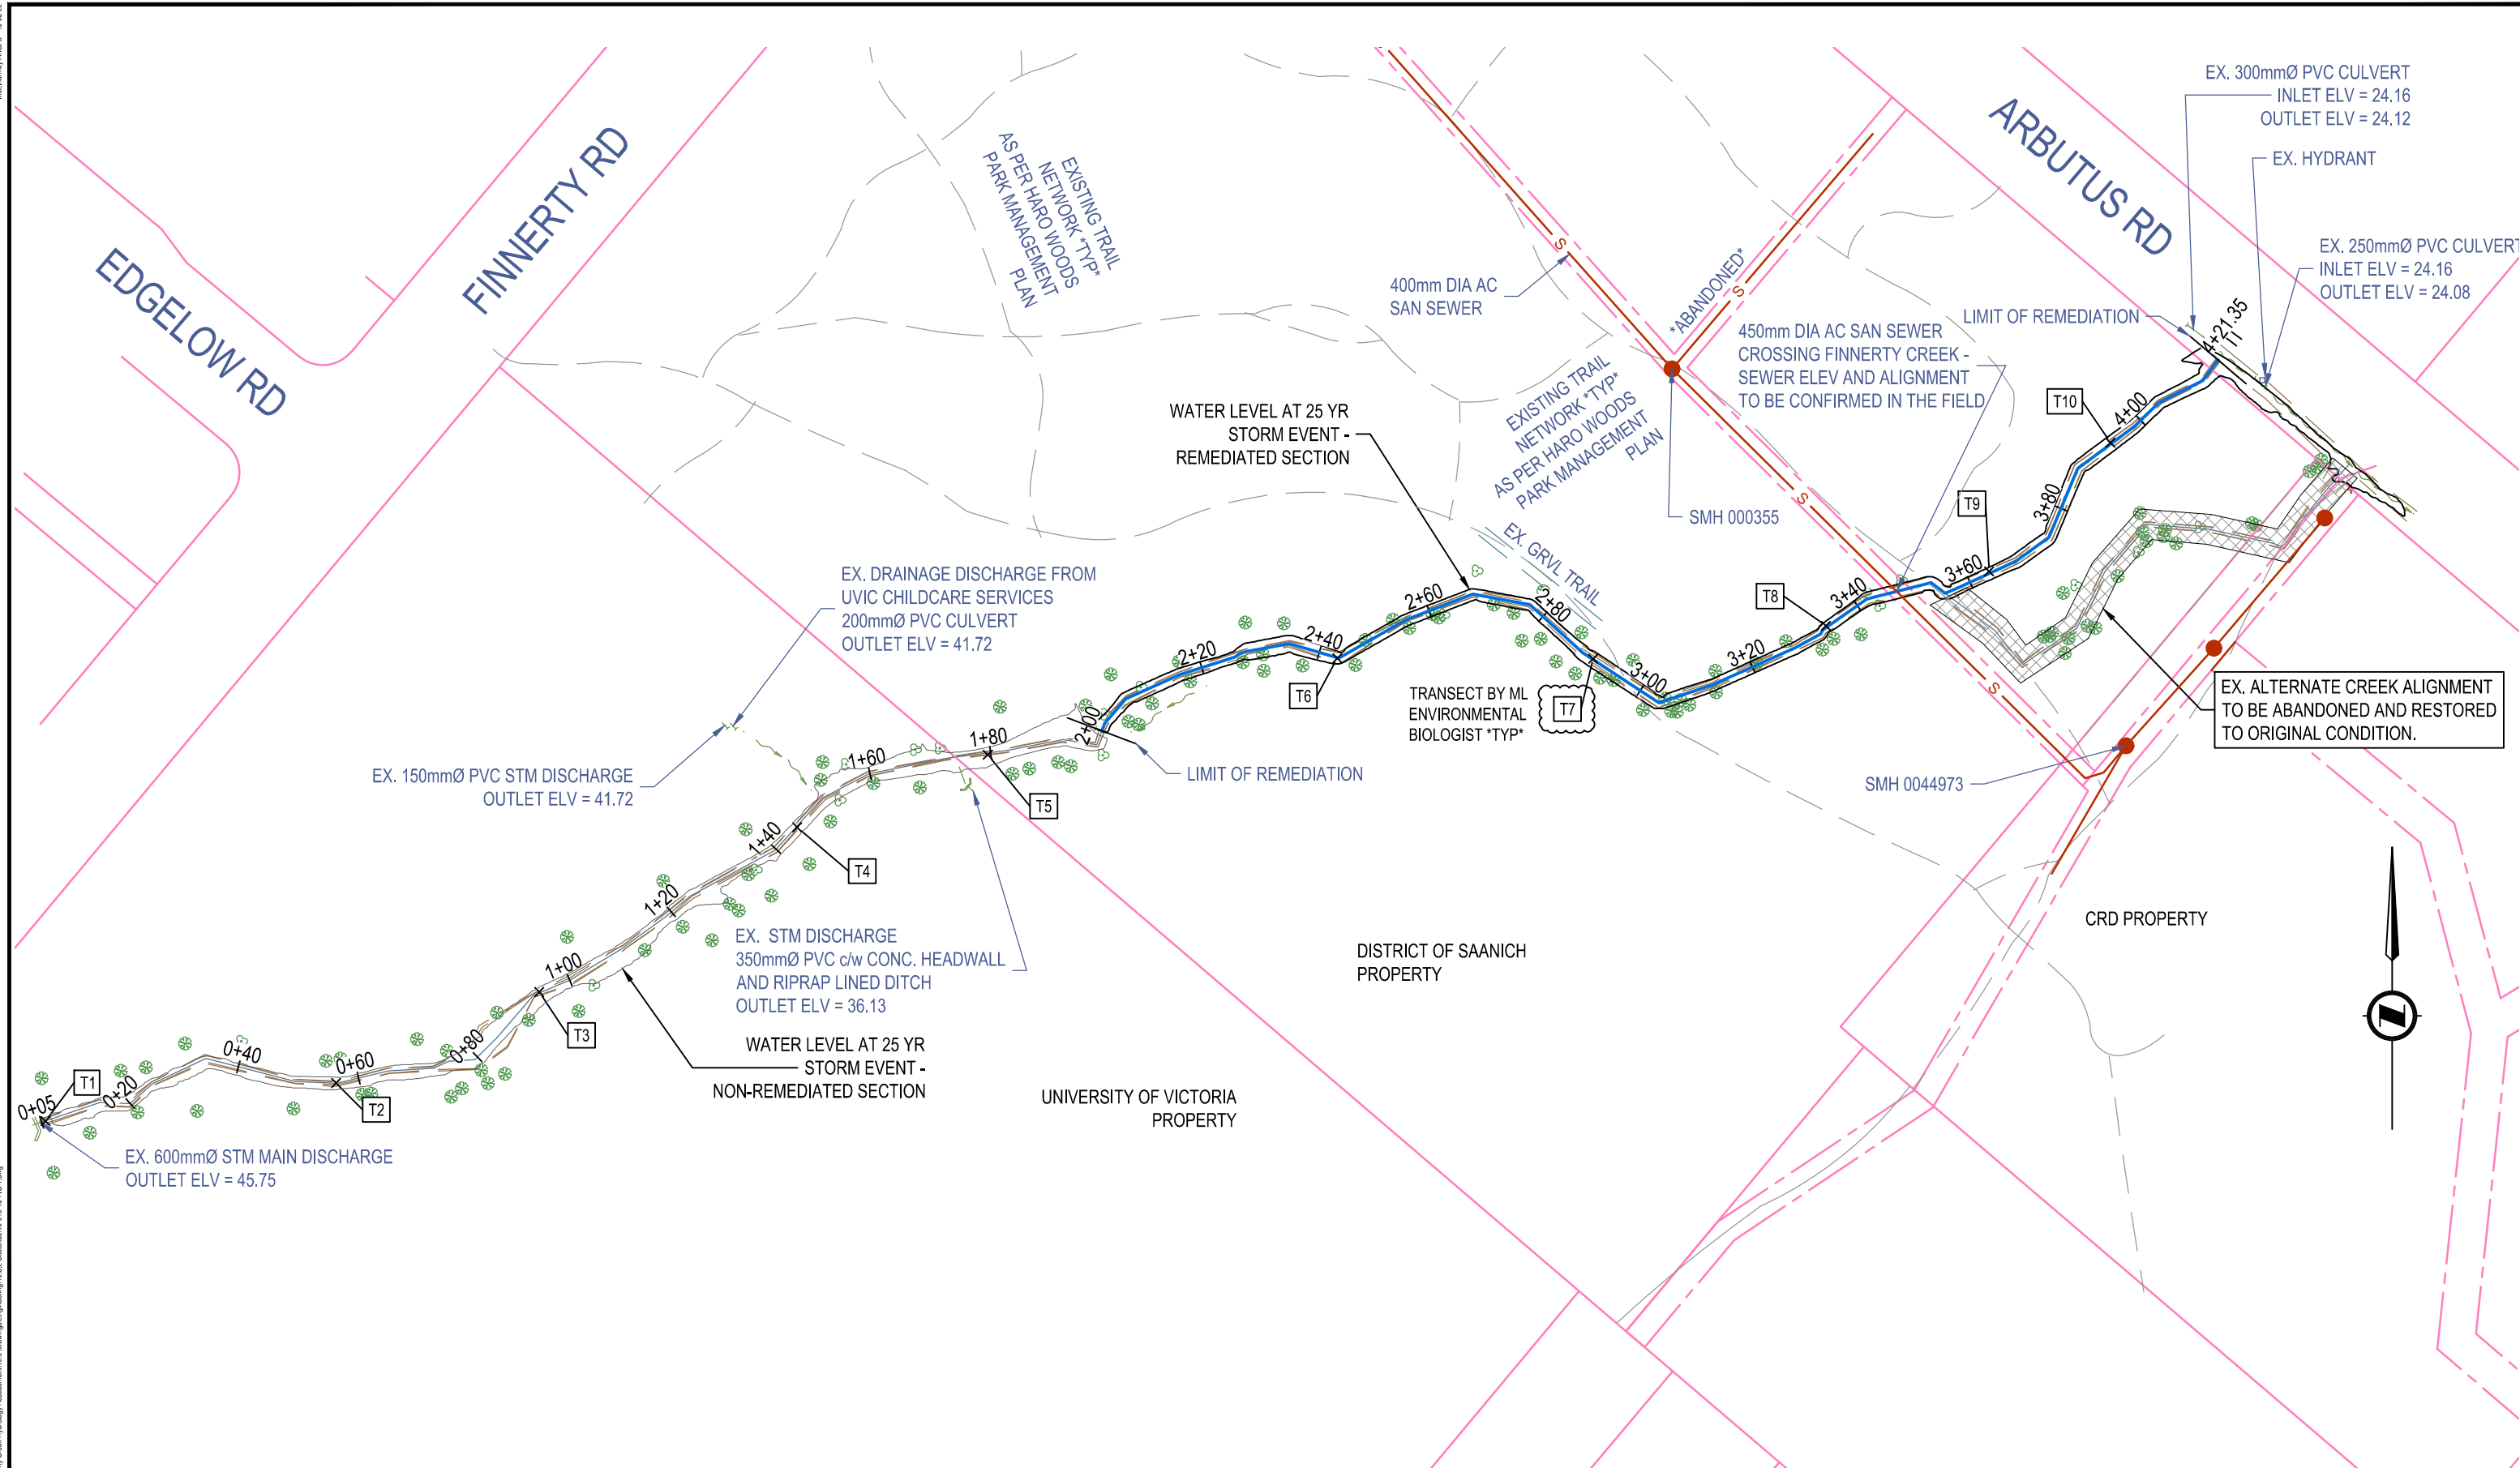 EDGELOW RD
FINNERTY RD
ARBUTUS RD
EX. 300mmØ PVC CULVERT
INLET ELV = 24.16
OUTLET ELV = 24.12
EX. HYDRANT
EX. 250mmØ PVC CULVERT
INLET ELV = 24.16
OUTLET ELV = 24.08
LIMIT OF REMEDIATION
4+21.35
EXISTING TRAIL
NETWORK *TYP*
AS PER HARO WOODS
PARK MANAGEMENT
PLAN
400mm DIA AC
SAN SEWER
S
*ABANDONED*
S
450mm DIA AC SAN SEWER
CROSSING FINNERTY CREEK -
SEWER ELEV AND ALIGNMENT
TO BE CONFIRMED IN THE FIELD
EXISTING TRAIL
NETWORK *TYP*
AS PER HARO WOODS
PARK MANAGEMENT
PLAN
WATER LEVEL AT 25 YR
STORM EVENT -
REMEDIATED SECTION
SMH 000355
S
EX. GRVL TRAIL
T10
4+00
T9
3+80
3+60
T8
3+40
3+20
3+00
T7
TRANSECT BY ML
ENVIRONMENTAL
BIOLOGIST *TYP*
2+80
2+60
2+40
T6
2+20
2+00
LIMIT OF REMEDIATION
S
EX. ALTERNATE CREEK ALIGNMENT
TO BE ABANDONED AND RESTORED
TO ORIGINAL CONDITION.
SMH 0044973
EX. DRAINAGE DISCHARGE FROM
UVIC CHILDCARE SERVICES
200mmØ PVC CULVERT
OUTLET ELV = 41.72
EX. 150mmØ PVC STM DISCHARGE
OUTLET ELV = 41.72
1+80
T5
1+60
1+40
T4
1+20
1+00
T3
EX. STM DISCHARGE
350mmØ PVC c/w CONC. HEADWALL
AND RIPRAP LINED DITCH
OUTLET ELV = 36.13
WATER LEVEL AT 25 YR
STORM EVENT -
NON-REMEDIATED SECTION
0+80
0+60
T2
0+40
0+20
T1
0+05
EX. 600mmØ STM MAIN DISCHARGE
OUTLET ELV = 45.75
UNIVERSITY OF VICTORIA
PROPERTY
DISTRICT OF SAANICH
PROPERTY
CRD PROPERTY
N